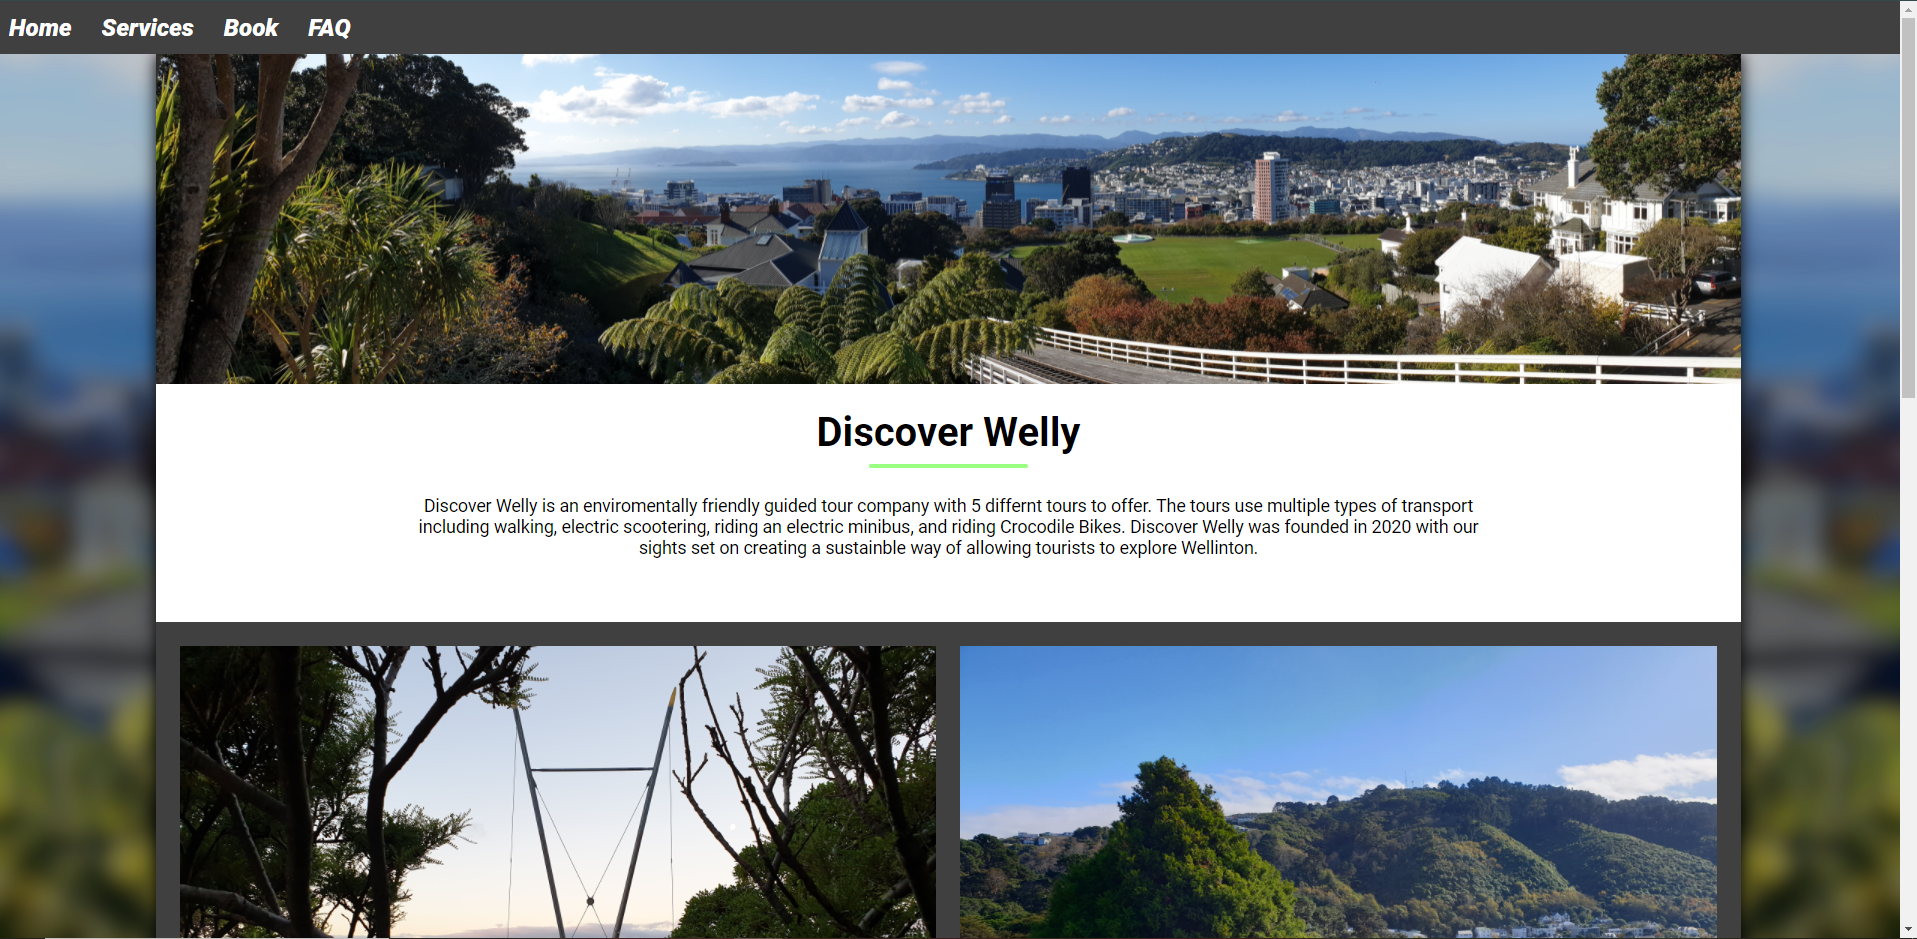 Home Services Book FAQ
Discover Welly
Discover Welly is an enviromentally friendly guided tour company with 5 differnt tours to offer. The tours use multiple types of transport
including walking, electric scootering, riding an electric minibus, and riding Crocodile Bikes. Discover Welly was founded in 2020 with our
sights set on creating a sustainble way of allowing tourists to explore Wellinton.